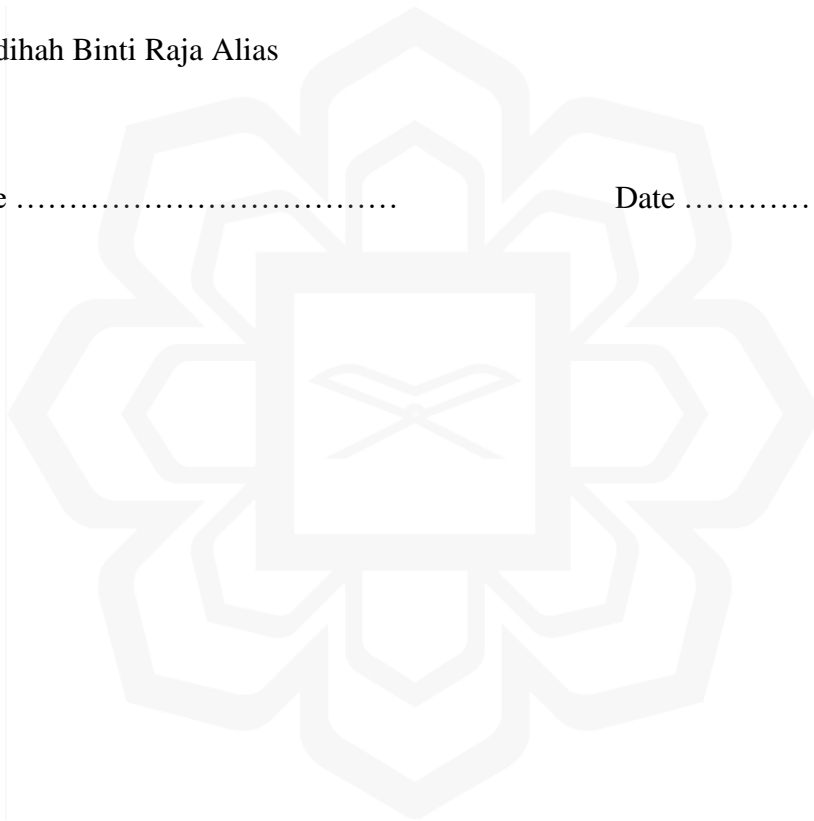 dihah Binti Raja Alias
e ……………………………… Date …………